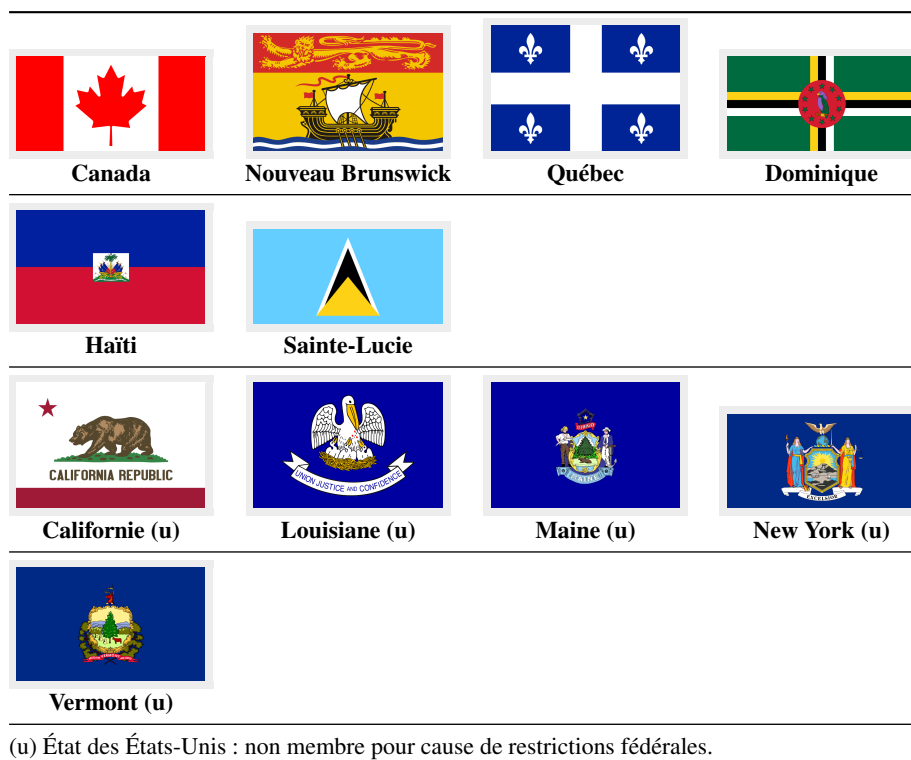 Canada Nouveau Brunswick Québec Dominique
Haïti Sainte-Lucie
CALIFORNIA REPUBLIC
UNION JUSTICE AND CONFIDENCE
DIRIGO
MAINE
EXCELSIOR
Californie (u) Louisiane (u) Maine (u) New York (u)
Vermont (u)
(u) État des États-Unis : non membre pour cause de restrictions fédérales.